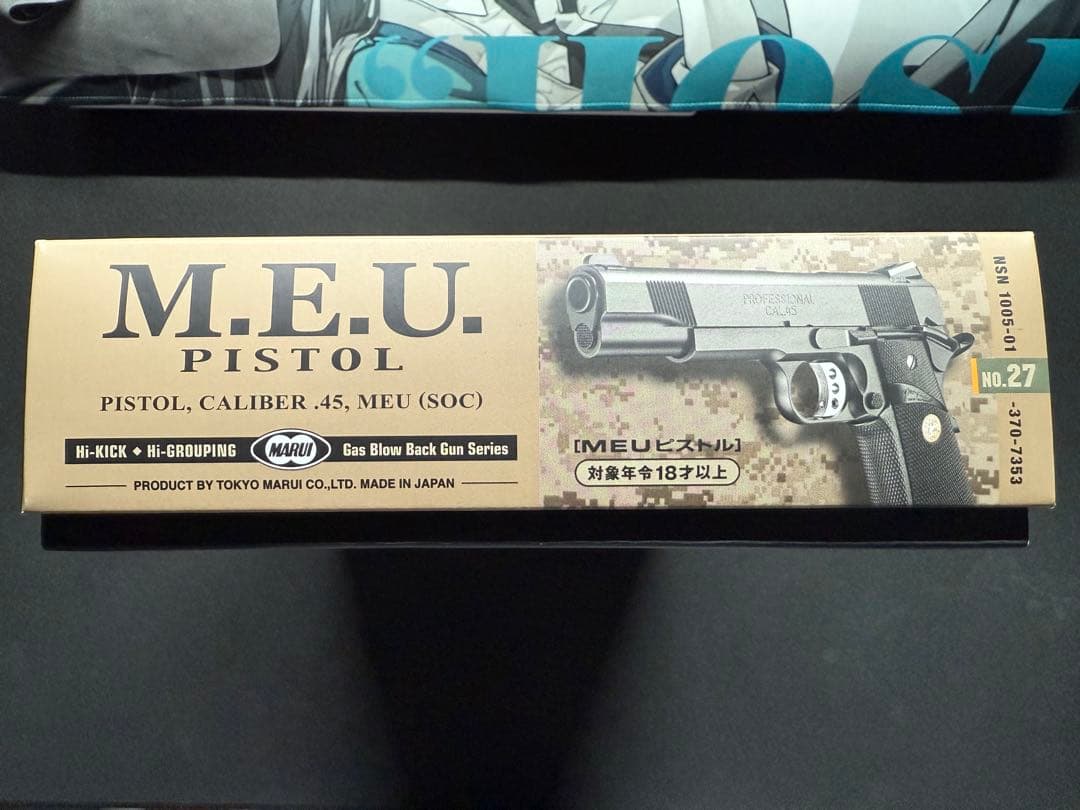 M.E.U.
PISTOL
PISTOL, CALIBER .45, MEU (SOC)
Hi-KICK ◆ Hi-GROUPING MARUI Gas Blow Back Gun Series
PRODUCT BY TOKYO MARUI CO.,LTD. MADE IN JAPAN
PROFESSIONAL
CAL.45
[MEUピストル]
対象年令18才以上
NSN 1005-01
NO.27
-370-7353